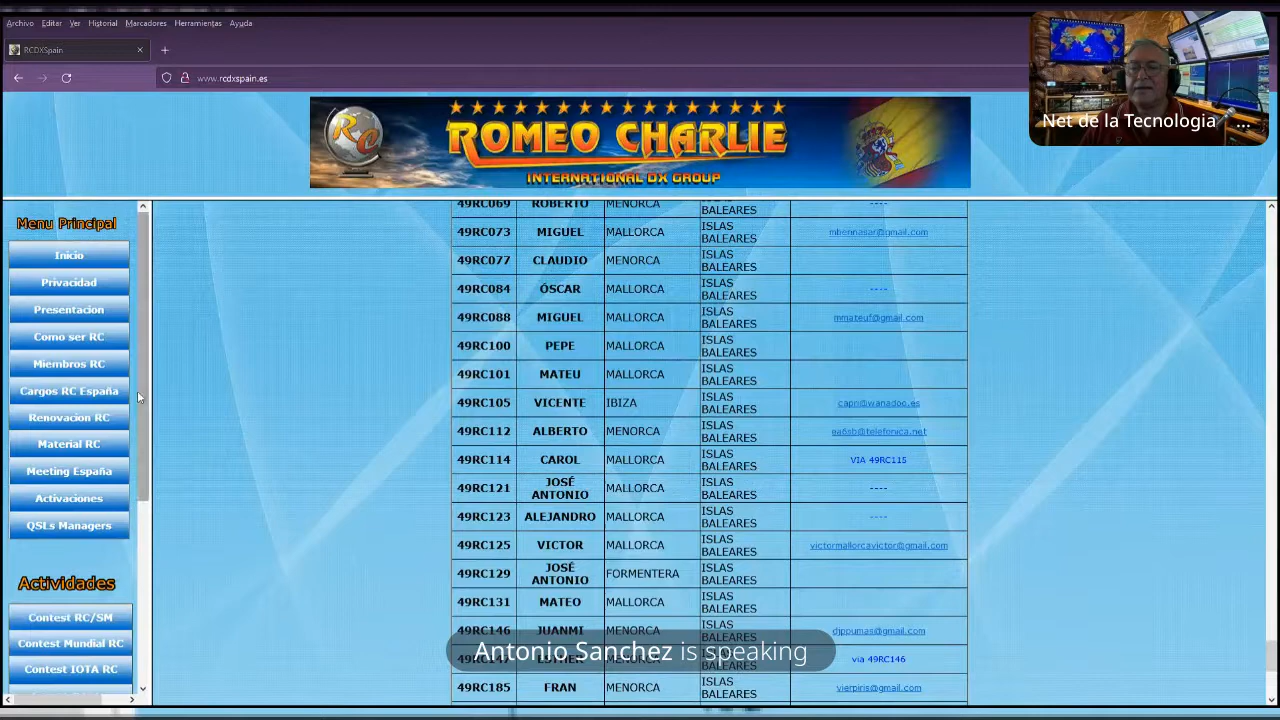 Archivo Editar Ver Historial Marcadores Herramientas Ayuda
RCDXSpain
www.rcdxspain.es
Net de la Tecnologia ...
RC
ROMEO CHARLIE
INTERNATIONAL DX GROUP
Menu Principal
Inicio
Privacidad
Presentacion
Como ser RC
Miembros RC
Cargos RC España
Renovacion RC
Material RC
Meeting España
Activaciones
QSLs Managers
Actividades
Contest RC/SM
Contest Mundial RC
Contest IOTA RC
49RC069 ROBERTO MENORCA ISLAS BALEARES ----
49RC073 MIGUEL MALLORCA ISLAS BALEARES mbennasar@gmail.com
49RC077 CLAUDIO MENORCA ISLAS BALEARES
49RC084 ÓSCAR MALLORCA ISLAS BALEARES ----
49RC088 MIGUEL MALLORCA ISLAS BALEARES mmateuf@gmail.com
49RC100 PEPE MALLORCA ISLAS BALEARES
49RC101 MATEU MALLORCA ISLAS BALEARES
49RC105 VICENTE IBIZA ISLAS BALEARES capn@wanadoo.es
49RC112 ALBERTO MENORCA ISLAS BALEARES ea6sb@telefonica.net
49RC114 CAROL MALLORCA ISLAS BALEARES VIA 49RC115
49RC121 JOSÉ ANTONIO MALLORCA ISLAS BALEARES ----
49RC123 ALEJANDRO MALLORCA ISLAS BALEARES ----
49RC125 VICTOR MALLORCA ISLAS BALEARES victormallorcavictor@gmail.com
49RC129 JOSÉ ANTONIO FORMENTERA ISLAS BALEARES
49RC131 MATEO MALLORCA ISLAS BALEARES
49RC146 JUANMI MENORCA ISLAS BALEARES djpoumas@gmail.com
MENORCA ISLAS BALEARES via 49RC146
49RC185 FRAN MENORCA ISLAS BALEARES vierpiris@gmail.com
Antonio Sanchez is speaking